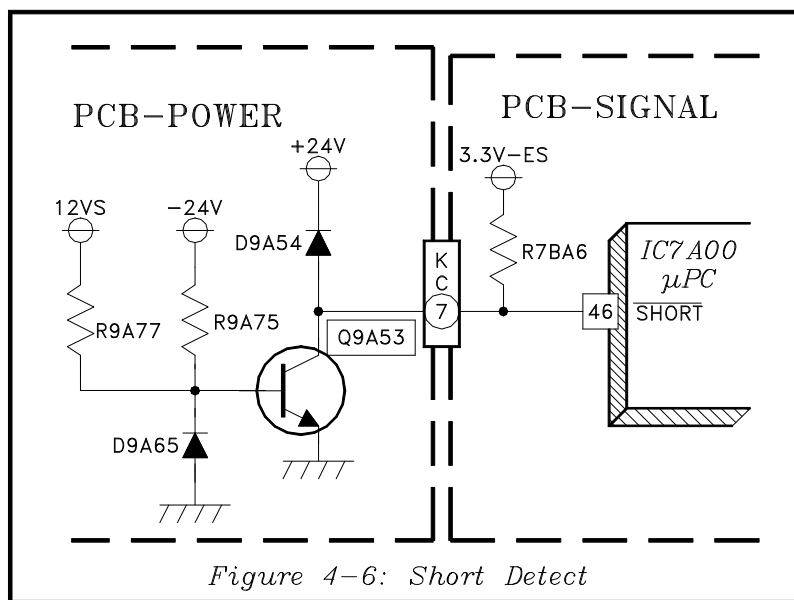 PCB-POWER
PCB-SIGNAL
+24V
3.3V-ES
12VS
-24V
D9A54
K
C
7
R7BA6
IC7A00
µPC
SHORT
46
R9A77
R9A75
Q9A53
D9A65
Figure 4-6: Short Detect